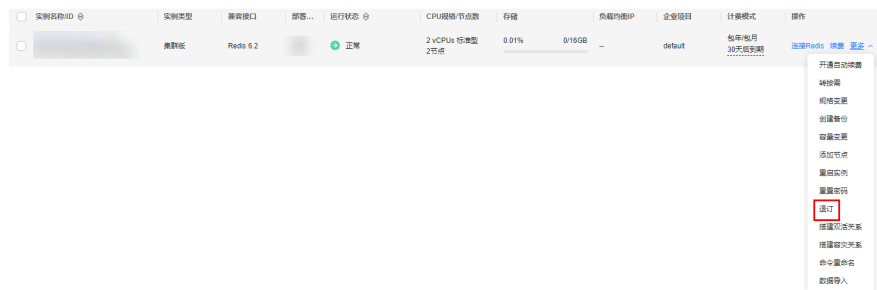 实例名称/ID 实例类型 兼容接口 部署... 运行状态 CPU规格/节点数 存储 负载均衡IP 企业项目 计费模式 操作
集群版 Redis 6.2 正常 2 vCPUs 标准型 0.01% 0/16GB -- default 包年/包月 连接Redis 续费 更多
2节点 30天后到期
开通自动续费
转按需
规格变更
创建备份
容量变更
添加节点
重启实例
重置密码
退订
搭建双活关系
搭建容灾关系
命令重命名
数据导入